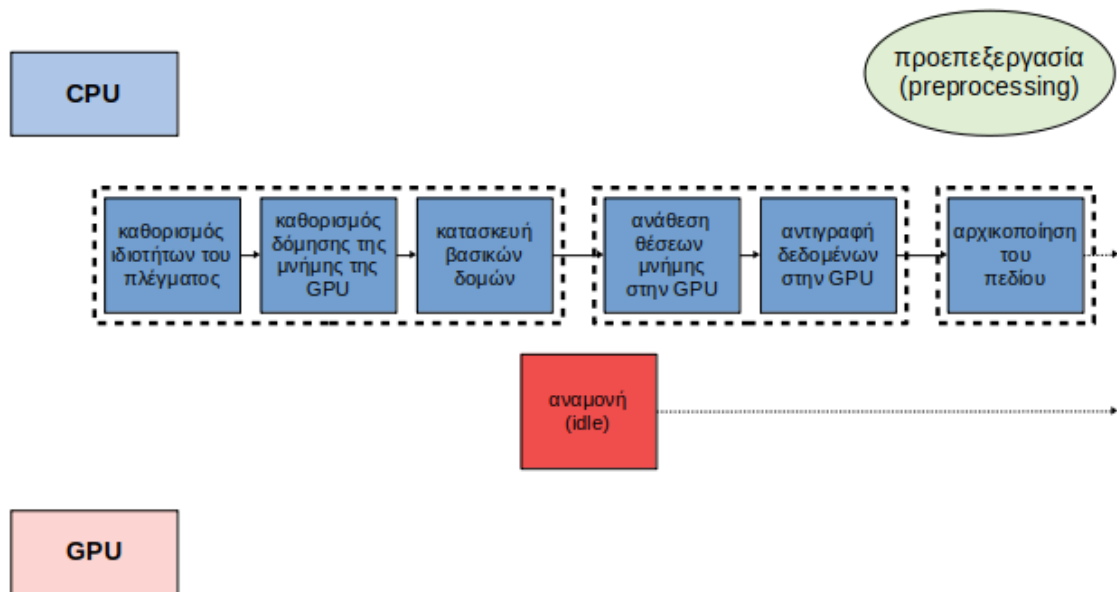 προεπεξεργασία
(preprocessing)
CPU
καθορισμός
ιδιοτήτων του
πλέγματος
καθορισμός
δόμησης της
μνήμης της
GPU
κατασκευή
βασικών
δομών
ανάθεση
θέσεων
μνήμης
στην GPU
αντιγραφή
δεδομένων
στην GPU
αρχικοποίηση
του
πεδίου
αναμονή
(idle)
GPU